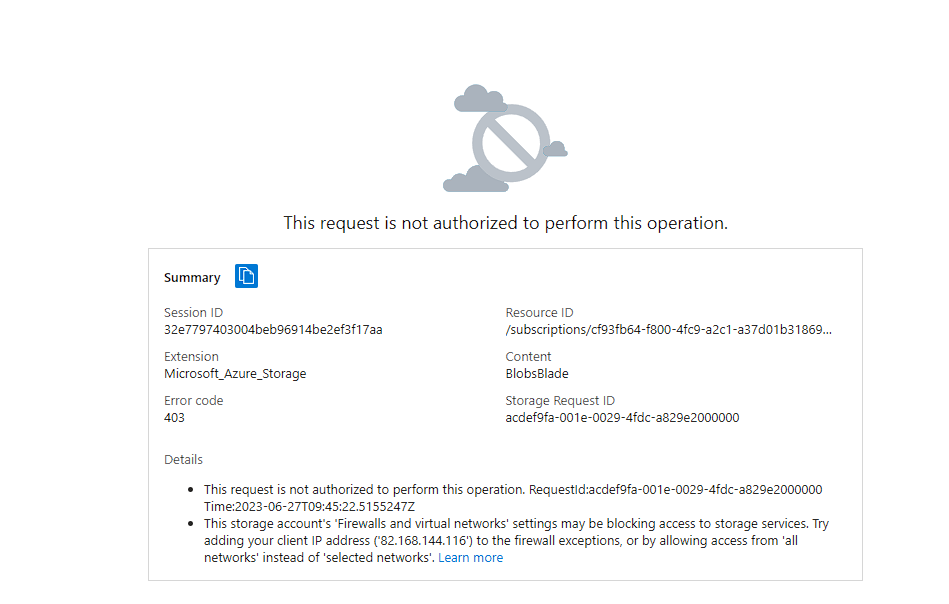 This request is not authorized to perform this operation.
Summary
Session ID
32e7797403004beb96914be2ef3f17aa
Resource ID
/subscriptions/cf93fb64-f800-4fc9-a2c1-a37d01b31869...
Extension
Microsoft_Azure_Storage
Content
BlobsBlade
Error code
403
Storage Request ID
acdef9fa-001e-0029-4fdc-a829e2000000
Details
This request is not authorized to perform this operation. RequestId:acdef9fa-001e-0029-4fdc-a829e2000000
Time:2023-06-27T09:45:22.5155247Z
This storage account's 'Firewalls and virtual networks' settings may be blocking access to storage services. Try
adding your client IP address ('82.168.144.116') to the firewall exceptions, or by allowing access from 'all
networks' instead of 'selected networks'. Learn more